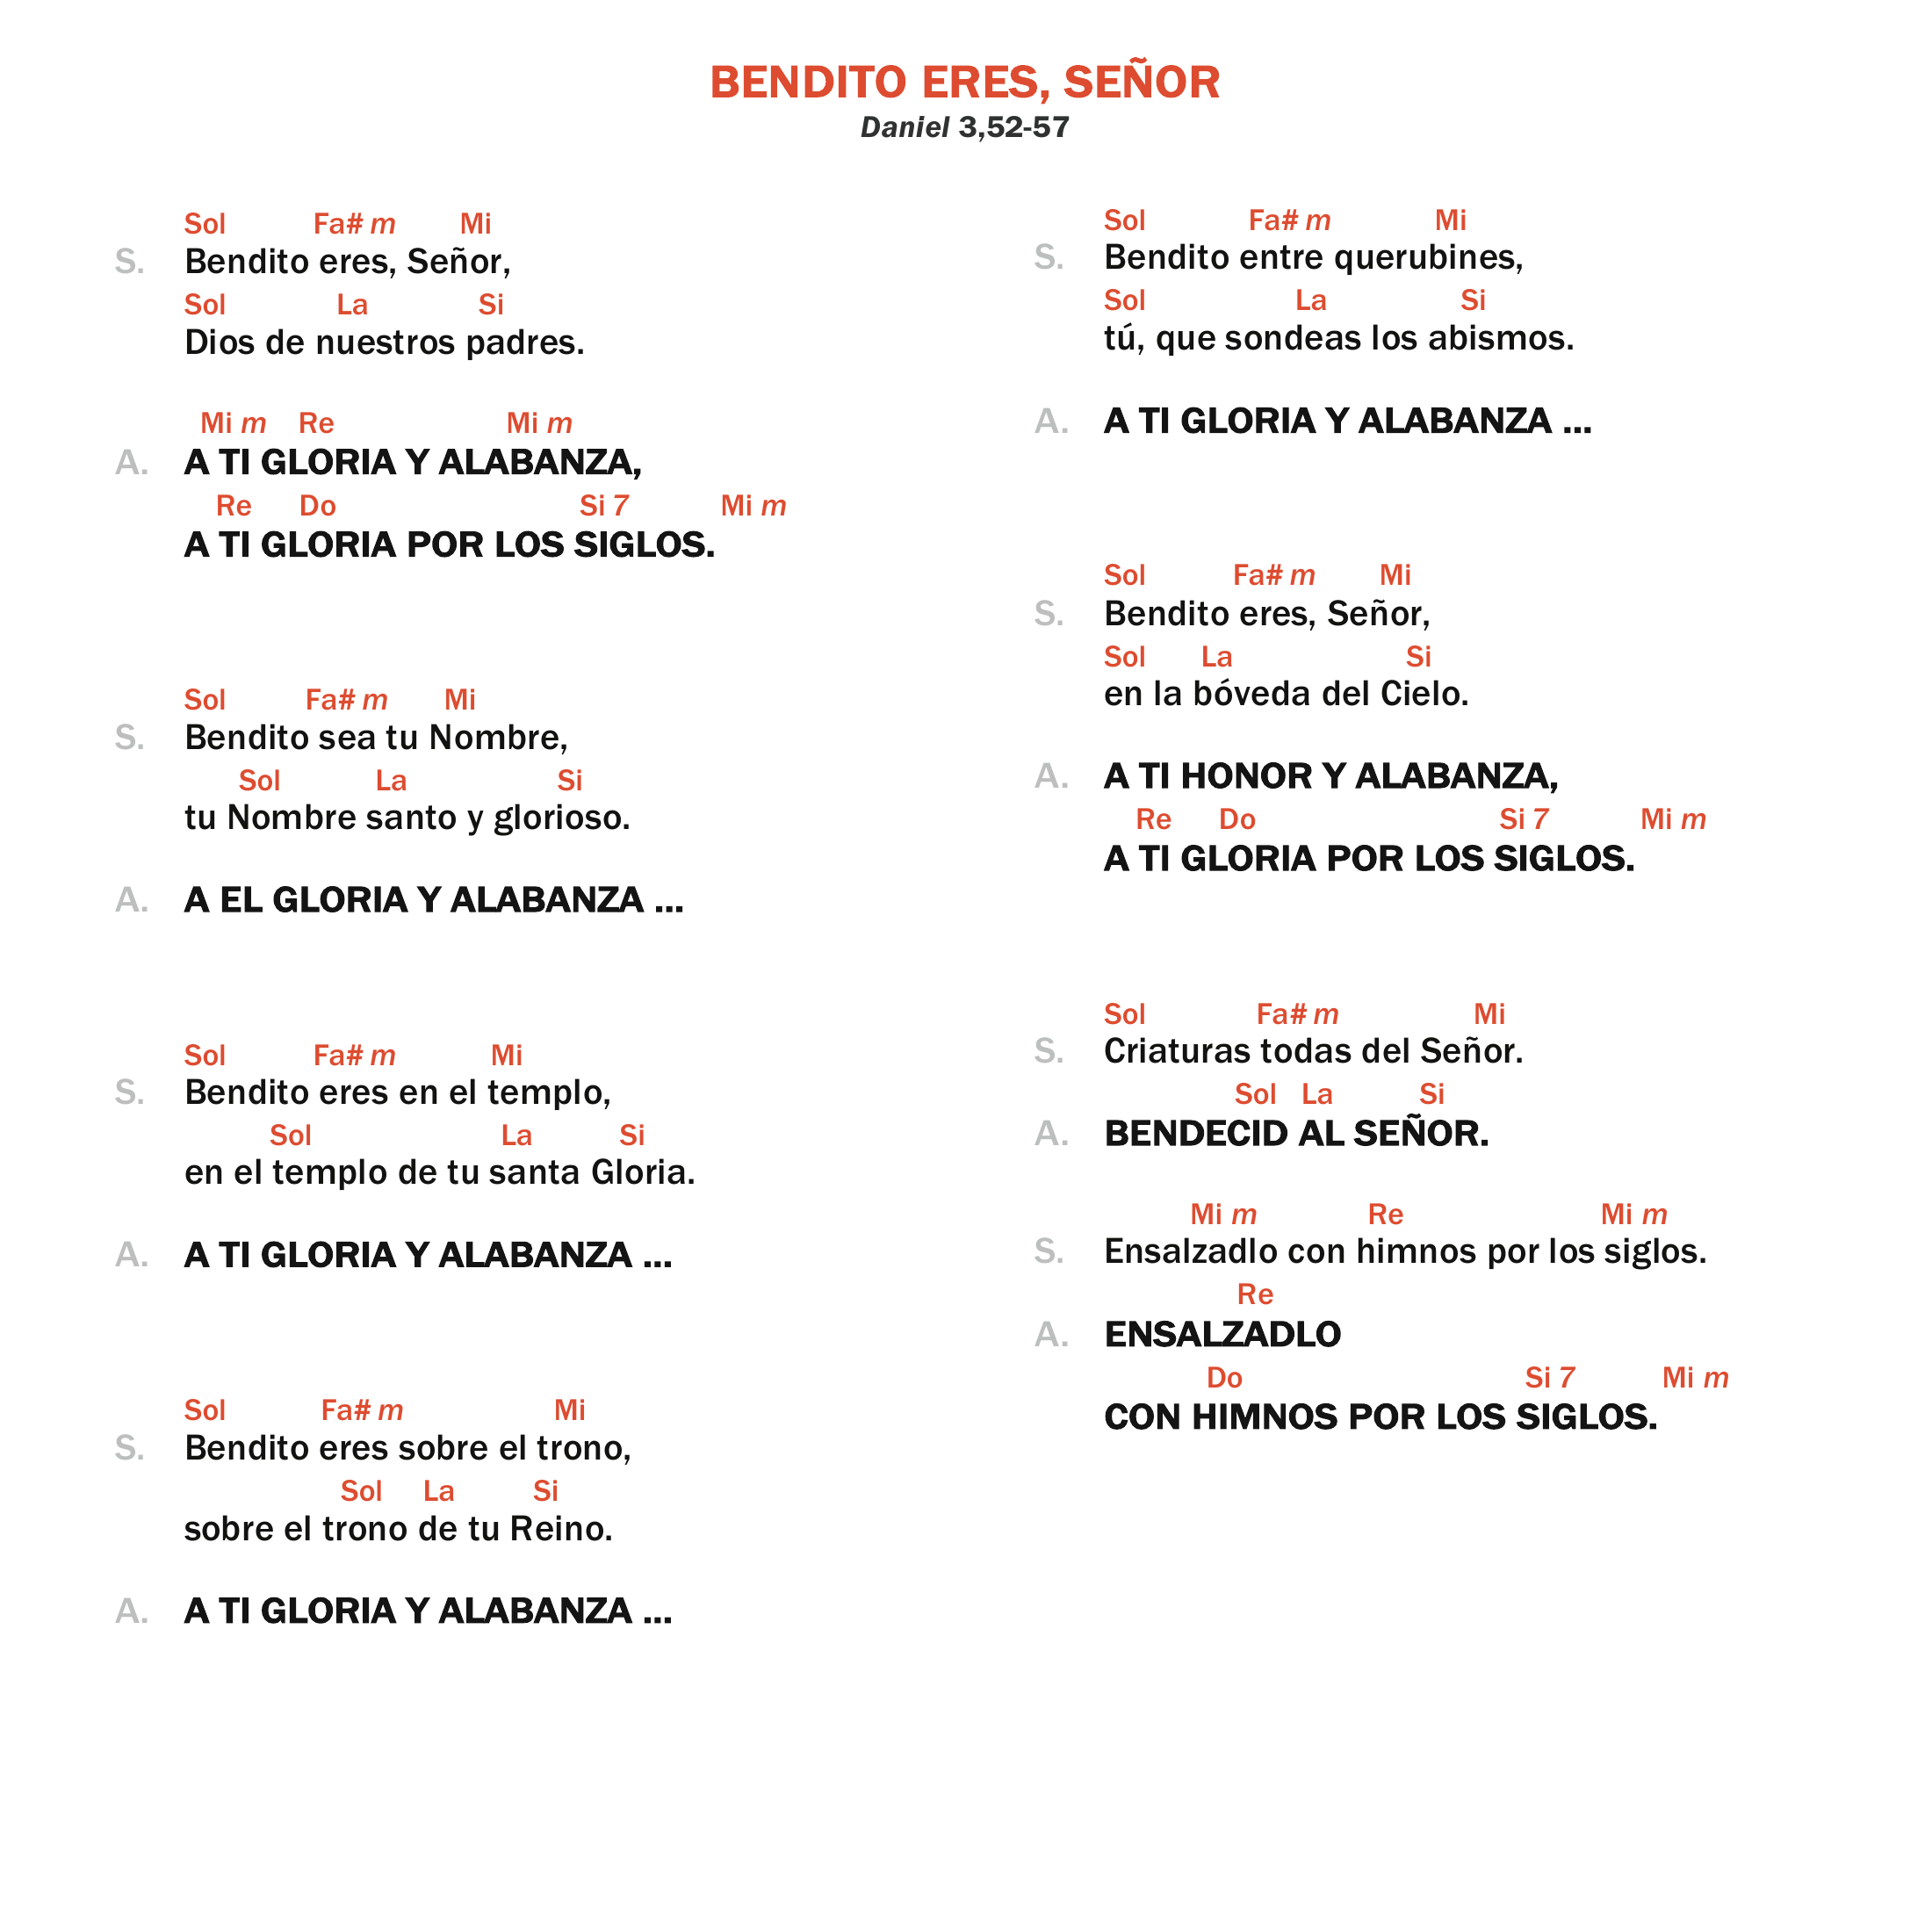 BENDITO ERES, SEÑOR
Daniel 3,52-57
Sol Fa# m Mi
S. Bendito eres, Señor,
Sol La Si
Dios de nuestros padres.
Mi m Re Mi m
A. A TI GLORIA Y ALABANZA,
Re Do Si 7 Mi m
A TI GLORIA POR LOS SIGLOS.
Sol Fa# m Mi
S. Bendito sea tu Nombre,
Sol La Si
tu Nombre santo y glorioso.
A. A EL GLORIA Y ALABANZA ...
Sol Fa# m Mi
S. Bendito eres en el templo,
Sol La Si
en el templo de tu santa Gloria.
A. A TI GLORIA Y ALABANZA ...
Sol Fa# m Mi
S. Bendito eres sobre el trono,
Sol La Si
sobre el trono de tu Reino.
A. A TI GLORIA Y ALABANZA ...
Sol Fa# m Mi
S. Bendito entre querubines,
Sol La Si
tú, que sondeas los abismos.
A. A TI GLORIA Y ALABANZA ...
Sol Fa# m Mi
S. Bendito eres, Señor,
Sol La Si
en la bóveda del Cielo.
A. A TI HONOR Y ALABANZA,
Re Do Si 7 Mi m
A TI GLORIA POR LOS SIGLOS.
Sol Fa# m Mi
S. Criaturas todas del Señor.
Sol La Si
A. BENDECID AL SEÑOR.
Mi m Re Mi m
S. Ensalzadlo con himnos por los siglos.
Re
A. ENSALZADLO
Do Si 7 Mi m
CON HIMNOS POR LOS SIGLOS.